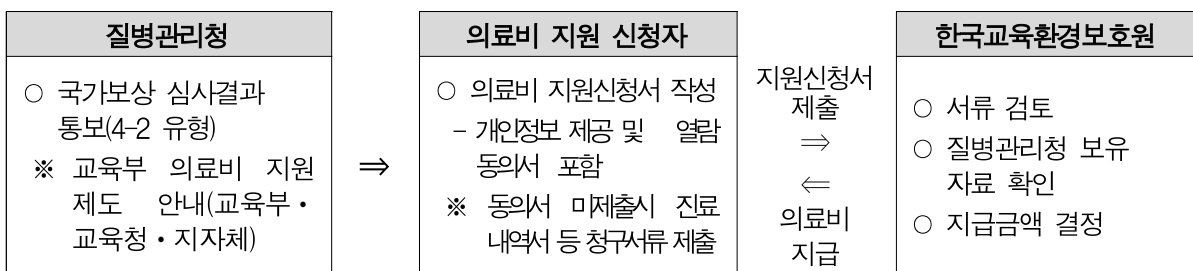 질병관리청
○ 국가보상 심사결과
통보(4-2 유형)
※ 교육부 의료비 지원
제도 안내(교육부・
교육청・지자체)
⇒
의료비 지원 신청자
○ 의료비 지원신청서 작성
- 개인정보 제공 및 열람
동의서 포함
※ 동의서 미제출시 진료
내역서 등 청구서류 제출
지원신청서
제출
⇒
⇐
의료비
지급
한국교육환경보호원
○ 서류 검토
○ 질병관리청 보유
자료 확인
○ 지급금액 결정